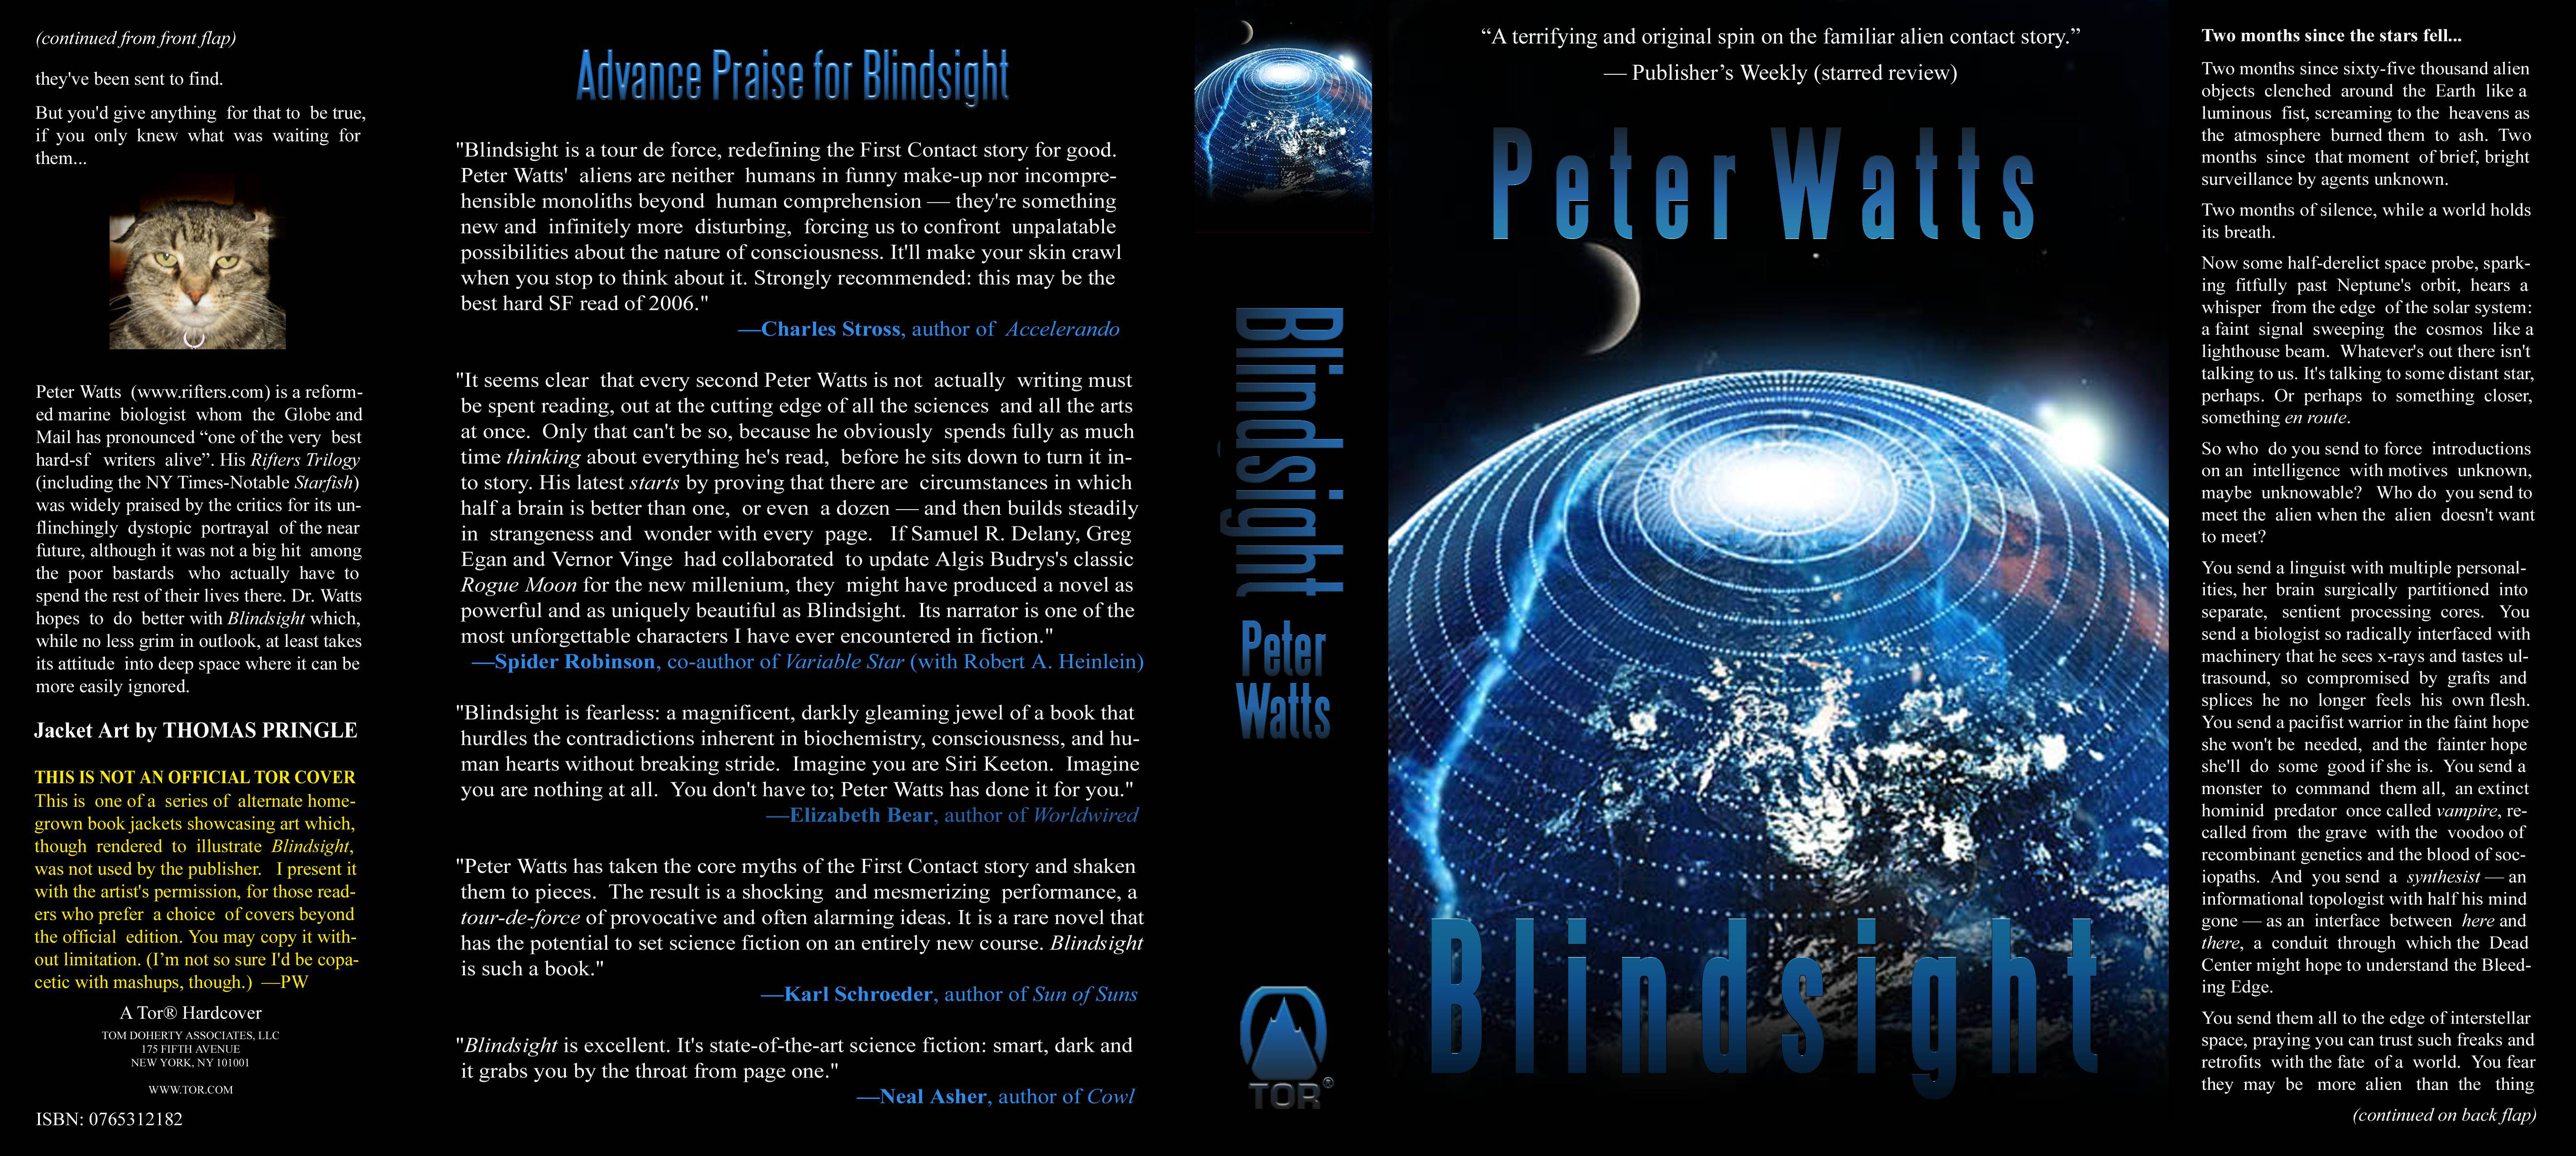 (continued from front flap)
they've been sent to find.
But you'd give anything for that to be true,
if you only knew what was waiting for
them...
Peter Watts (www.rifters.com) is a reform-
ed marine biologist whom the Globe and
Mail has pronounced “one of the very best
hard-sf writers alive”. His Rifters Trilogy
(including the NY Times-Notable Starfish)
was widely praised by the critics for its un-
flinchingly dystopic portrayal of the near
future, although it was not a big hit among
the poor bastards who actually have to
spend the rest of their lives there. Dr. Watts
hopes to do better with Blindsight which,
while no less grim in outlook, at least takes
its attitude into deep space where it can be
more easily ignored.
Jacket Art by THOMAS PRINGLE
THIS IS NOT AN OFFICIAL TOR COVER
This is one of a series of alternate home-
grown book jackets showcasing art which,
though rendered to illustrate Blindsight,
was not used by the publisher. I present it
with the artist's permission, for those read-
ers who prefer a choice of covers beyond
the official edition. You may copy it with-
out limitation. (I’m not so sure I'd be copa-
cetic with mashups, though.) —PW
A Tor® Hardcover
TOM DOHERTY ASSOCIATES, LLC
175 FIFTH AVENUE
NEW YORK, NY 101001
WWW.TOR.COM
ISBN: 0765312182
Advance Praise for Blindsight
"Blindsight is a tour de force, redefining the First Contact story for good.
Peter Watts' aliens are neither humans in funny make-up nor incompre-
hensible monoliths beyond human comprehension — they're something
new and infinitely more disturbing, forcing us to confront unpalatable
possibilities about the nature of consciousness. It'll make your skin crawl
when you stop to think about it. Strongly recommended: this may be the
best hard SF read of 2006."
—Charles Stross, author of Accelerando
"It seems clear that every second Peter Watts is not actually writing must
be spent reading, out at the cutting edge of all the sciences and all the arts
at once. Only that can't be so, because he obviously spends fully as much
time thinking about everything he's read, before he sits down to turn it in-
to story. His latest starts by proving that there are circumstances in which
half a brain is better than one, or even a dozen — and then builds steadily
in strangeness and wonder with every page. If Samuel R. Delany, Greg
Egan and Vernor Vinge had collaborated to update Algis Budrys's classic
Rogue Moon for the new millenium, they might have produced a novel as
powerful and as uniquely beautiful as Blindsight. Its narrator is one of the
most unforgettable characters I have ever encountered in fiction."
—Spider Robinson, co-author of Variable Star (with Robert A. Heinlein)
"Blindsight is fearless: a magnificent, darkly gleaming jewel of a book that
hurdles the contradictions inherent in biochemistry, consciousness, and hu-
man hearts without breaking stride. Imagine you are Siri Keeton. Imagine
you are nothing at all. You don't have to; Peter Watts has done it for you."
—Elizabeth Bear, author of Worldwired
"Peter Watts has taken the core myths of the First Contact story and shaken
them to pieces. The result is a shocking and mesmerizing performance, a
tour-de-force of provocative and often alarming ideas. It is a rare novel that
has the potential to set science fiction on an entirely new course. Blindsight
is such a book."
—Karl Schroeder, author of Sun of Suns
"Blindsight is excellent. It's state-of-the-art science fiction: smart, dark and
it grabs you by the throat from page one."
—Neal Asher, author of Cowl
Blindsight
Peter
Watts
TOR®
“A terrifying and original spin on the familiar alien contact story.”
— Publisher’s Weekly (starred review)
Peter Watts
Blindsight
Two months since the stars fell...
Two months since sixty-five thousand alien
objects clenched around the Earth like a
luminous fist, screaming to the heavens as
the atmosphere burned them to ash. Two
months since that moment of brief, bright
surveillance by agents unknown.
Two months of silence, while a world holds
its breath.
Now some half-derelict space probe, spark-
ing fitfully past Neptune's orbit, hears a
whisper from the edge of the solar system:
a faint signal sweeping the cosmos like a
lighthouse beam. Whatever's out there isn't
talking to us. It's talking to some distant star,
perhaps. Or perhaps to something closer,
something en route.
So who do you send to force introductions
on an intelligence with motives unknown,
maybe unknowable? Who do you send to
meet the alien when the alien doesn't want
to meet?
You send a linguist with multiple personal-
ities, her brain surgically partitioned into
separate, sentient processing cores. You
send a biologist so radically interfaced with
machinery that he sees x-rays and tastes ul-
trasound, so compromised by grafts and
splices he no longer feels his own flesh.
You send a pacifist warrior in the faint hope
she won't be needed, and the fainter hope
she'll do some good if she is. You send a
monster to command them all, an extinct
hominid predator once called vampire, re-
called from the grave with the voodoo of
recombinant genetics and the blood of soc-
iopaths. And you send a synthesist — an
informational topologist with half his mind
gone — as an interface between here and
there, a conduit through which the Dead
Center might hope to understand the Bleed-
ing Edge.
You send them all to the edge of interstellar
space, praying you can trust such freaks and
retrofits with the fate of a world. You fear
they may be more alien than the thing
(continued on back flap)